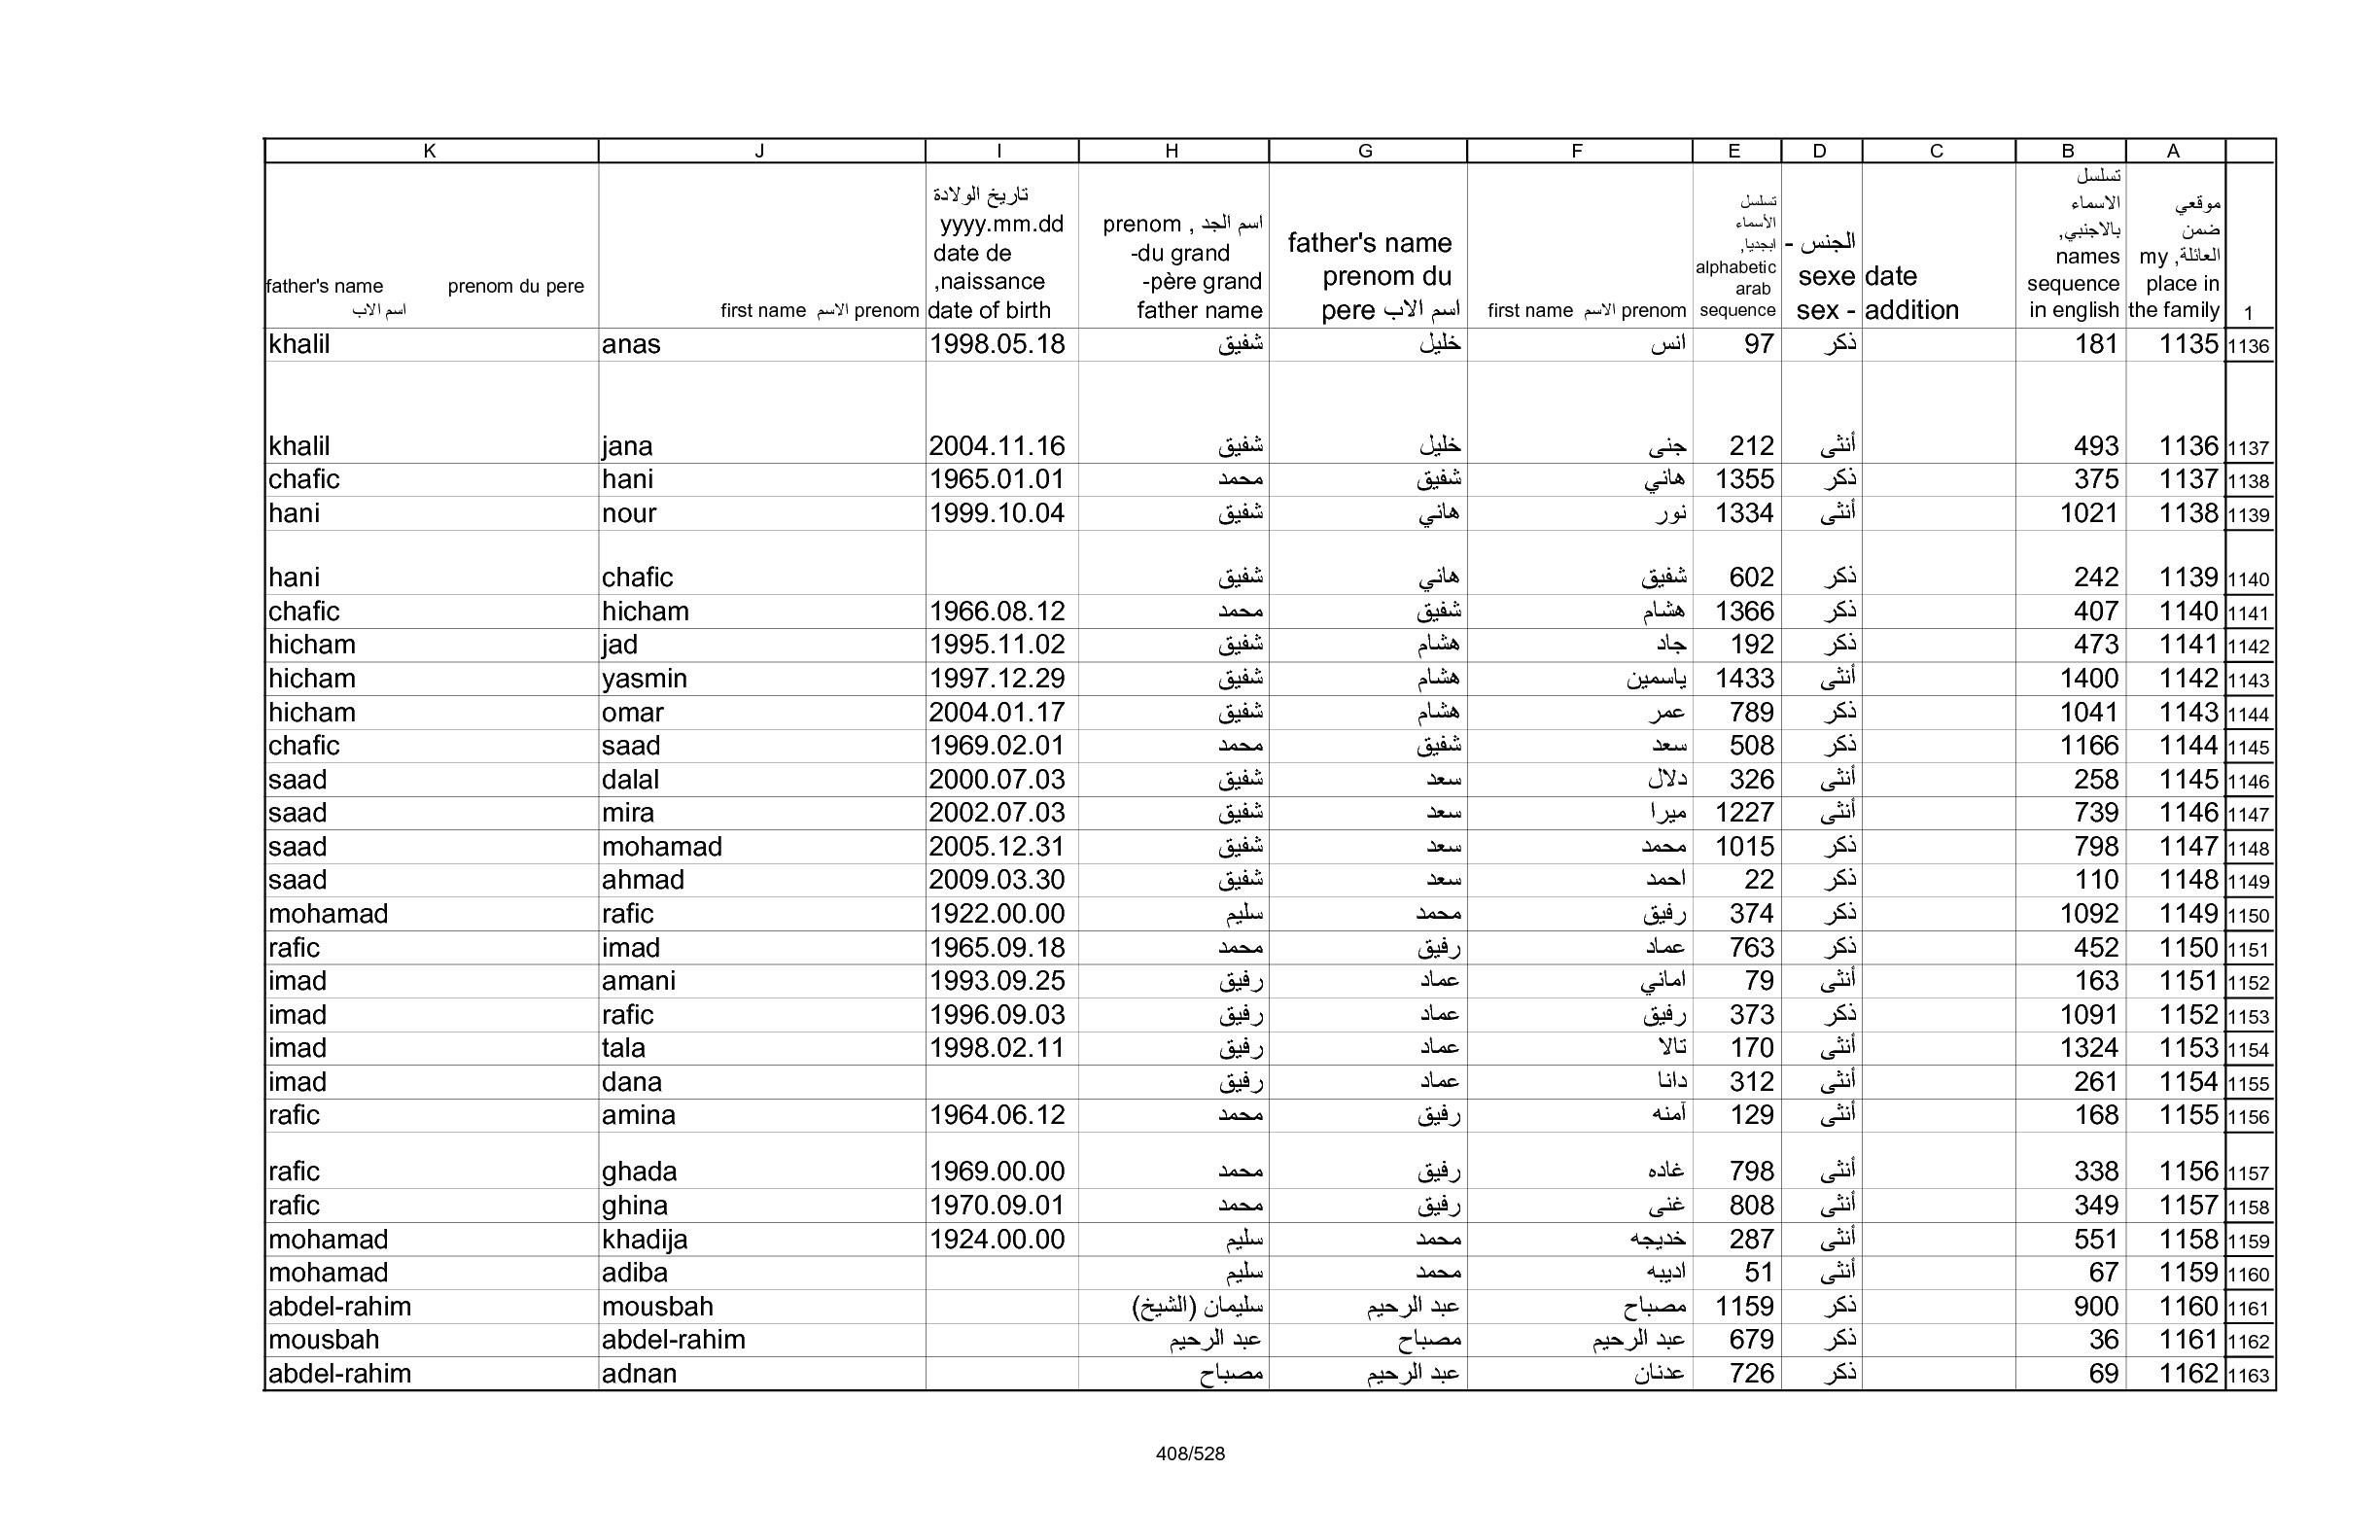 K J I H G F E D C B A
father's name prenom du pere اسم الاب
first name الاسم prenom
تاريخ الولادة yyyy.mm.dd date de ,naissance date of birth
prenom , اسم الجد -du grand -père grand father name
father's name prenom du pere اسم الاب
first name الاسم prenom
تسلسل الأسماء ابجديا, alphabetic arab sequence
الجنس - sexe sex -
date addition
تسلسل الاسماء بالاجنبي, names sequence in english
موقعي ضمن العائلة, my place in the family
1
khalil anas 1998.05.18 شفيق خليل انس 97 ذكر 181 1135 1136
khalil jana 2004.11.16 شفيق خليل جنى 212 أنثى 493 1136 1137
chafic hani 1965.01.01 محمد شفيق هاني 1355 ذكر 375 1137 1138
hani nour 1999.10.04 شفيق هاني نور 1334 أنثى 1021 1138 1139
hani chafic شفيق هاني شفيق 602 ذكر 242 1139 1140
chafic hicham 1966.08.12 محمد شفيق هشام 1366 ذكر 407 1140 1141
hicham jad 1995.11.02 شفيق هشام جاد 192 ذكر 473 1141 1142
hicham yasmin 1997.12.29 شفيق هشام ياسمين 1433 أنثى 1400 1142 1143
hicham omar 2004.01.17 شفيق هشام عمر 789 ذكر 1041 1143 1144
chafic saad 1969.02.01 محمد شفيق سعد 508 ذكر 1166 1144 1145
saad dalal 2000.07.03 شفيق سعد دلال 326 أنثى 258 1145 1146
saad mira 2002.07.03 شفيق سعد ميرا 1227 أنثى 739 1146 1147
saad mohamad 2005.12.31 شفيق سعد محمد 1015 ذكر 798 1147 1148
saad ahmad 2009.03.30 شفيق سعد احمد 22 ذكر 110 1148 1149
mohamad rafic 1922.00.00 سليم محمد رفيق 374 ذكر 1092 1149 1150
rafic imad 1965.09.18 محمد رفيق عماد 763 ذكر 452 1150 1151
imad amani 1993.09.25 رفيق عماد اماني 79 أنثى 163 1151 1152
imad rafic 1996.09.03 رفيق عماد رفيق 373 ذكر 1091 1152 1153
imad tala 1998.02.11 رفيق عماد تالا 170 أنثى 1324 1153 1154
imad dana رفيق عماد دانا 312 أنثى 261 1154 1155
rafic amina 1964.06.12 محمد رفيق آمنه 129 أنثى 168 1155 1156
rafic ghada 1969.00.00 محمد رفيق غاده 798 أنثى 338 1156 1157
rafic ghina 1970.09.01 محمد رفيق غنى 808 أنثى 349 1157 1158
mohamad khadija 1924.00.00 سليم محمد خديجه 287 أنثى 551 1158 1159
mohamad adiba سليم محمد اديبه 51 أنثى 67 1159 1160
abdel-rahim mousbah سليمان (الشيخ) عبد الرحيم مصباح 1159 ذكر 900 1160 1161
mousbah abdel-rahim عبد الرحيم مصباح عبد الرحيم 679 ذكر 36 1161 1162
abdel-rahim adnan مصباح عبد الرحيم عدنان 726 ذكر 69 1162 1163
408/528